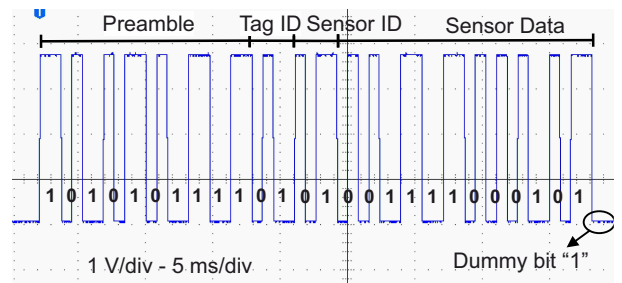 Preamble Tag ID Sensor ID Sensor Data
1 0 1 0 1 0 1 1 1 1 0 1 0 1 0 0 1 1 1 1 0 0 0 1 0 1
1 V/div - 5 ms/div
Dummy bit “1”